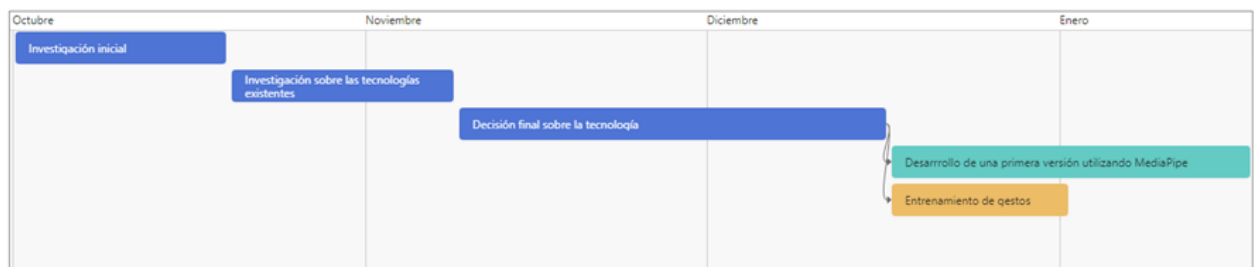 Octubre Noviembre Diciembre Enero
Investigación inicial
Investigación sobre las tecnologías
existentes
Decisión final sobre la tecnología
Desarrrollo de una primera versión utilizando MediaPipe
Entrenamiento de gestos